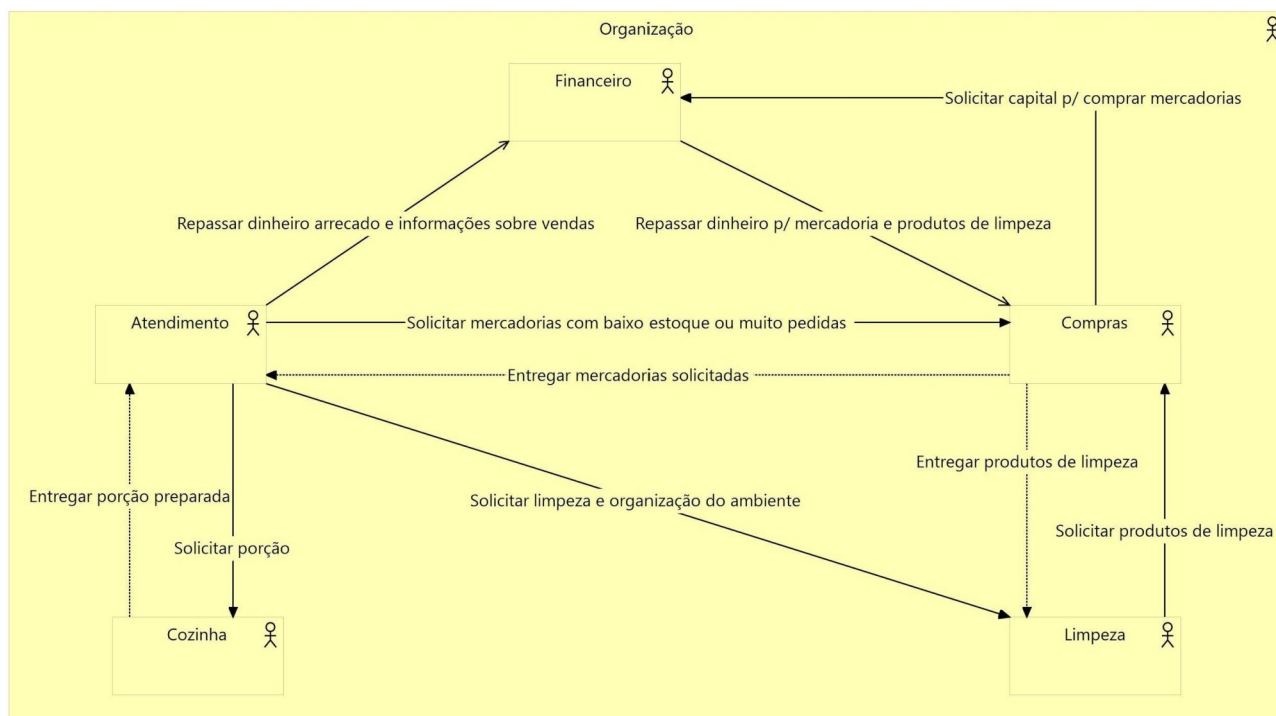 Organização
Financeiro
Solicitar capital p/ comprar mercadorias
Repassar dinheiro arrecado e informações sobre vendas
Repassar dinheiro p/ mercadoria e produtos de limpeza
Atendimento
Solicitar mercadorias com baixo estoque ou muito pedidas
Compras
Entregar mercadorias solicitadas
Entregar produtos de limpeza
Entregar porção preparada
Solicitar limpeza e organização do ambiente
Solicitar produtos de limpeza
Solicitar porção
Cozinha
Limpeza